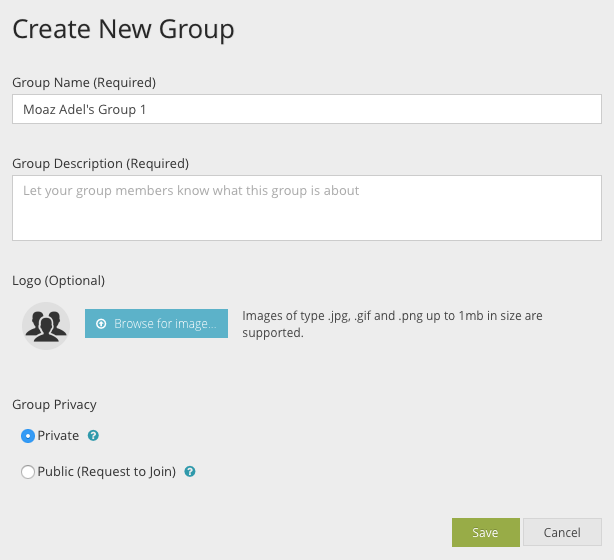 Create New Group
Group Name (Required)
Moaz Adel's Group 1
Group Description (Required)
Let your group members know what this group is about
Logo (Optional)
Browse for image...
Images of type .jpg, .gif and .png up to 1mb in size are
supported.
Group Privacy
Private ?
Public (Request to Join) ?
Save Cancel